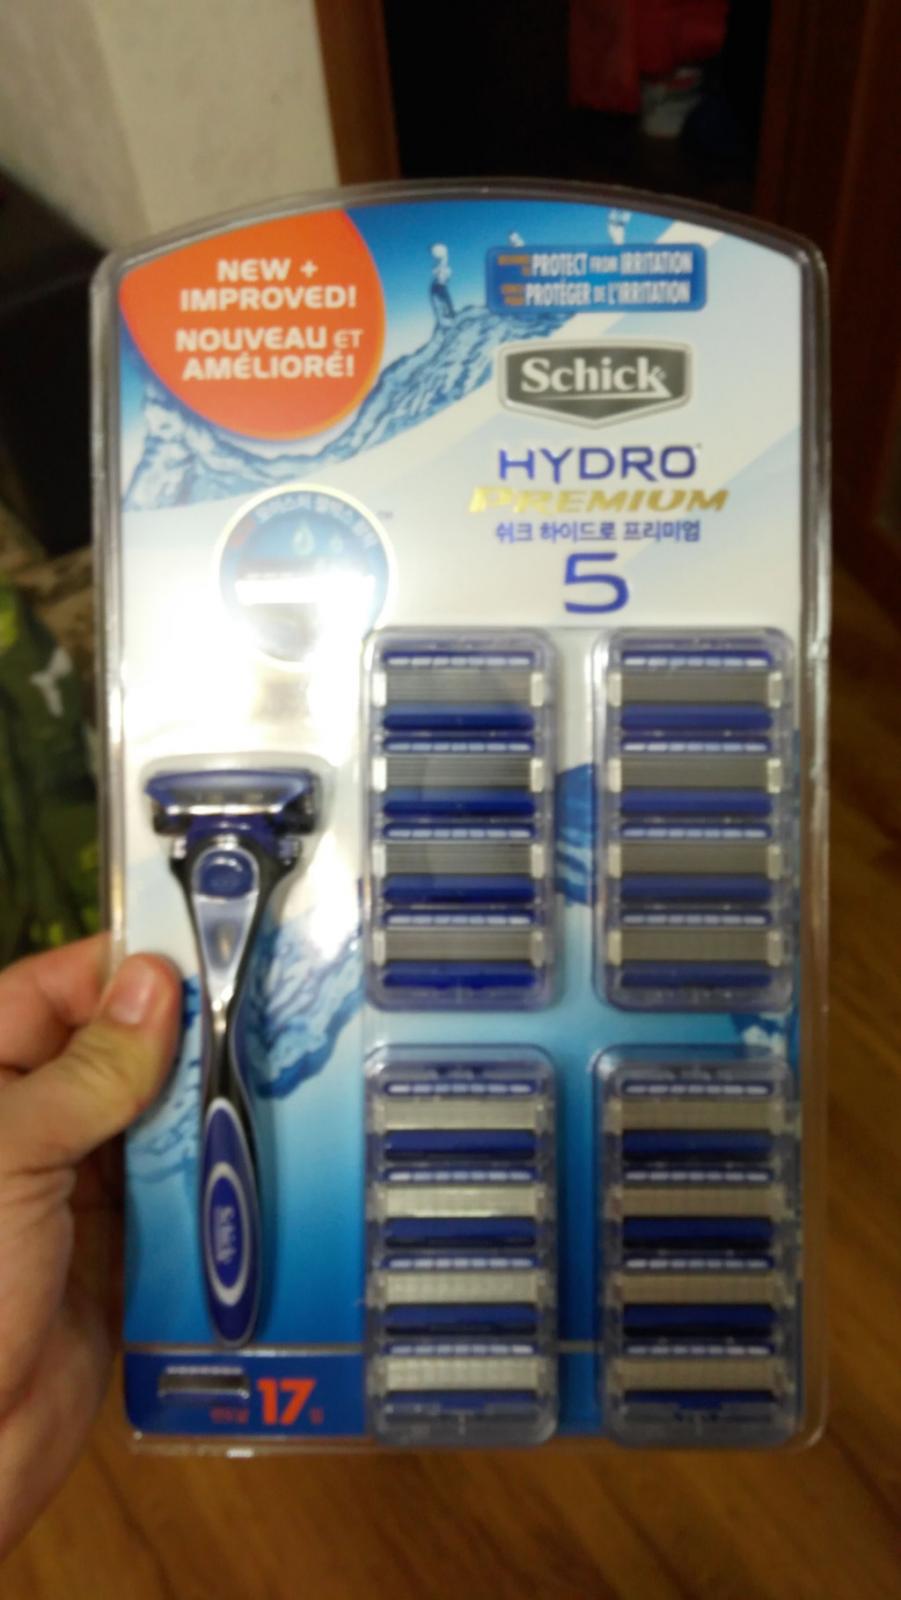 NEW +
IMPROVED!
NOUVEAU ET
AMÉLIORÉ!
PROTECT FROM IRRITATION
PROTÉGER DE L'IRRITATION
Schick
HYDRO
PREMIUM
쉬크 하이드로 프리미엄
5
Schick
17